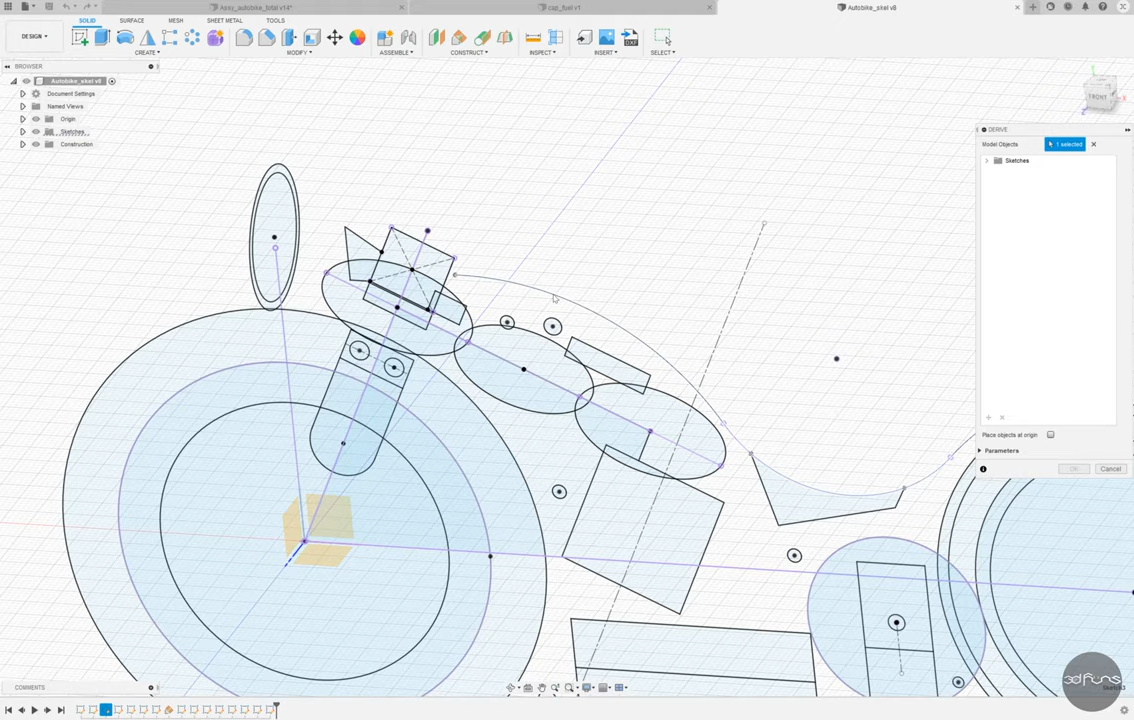 Assy_autobike_total v14*
cap_fuel v1
Autobike_skel v8
SOLID SURFACE MESH SHEET METAL TOOLS
DESIGN
CREATE MODIFY ASSEMBLE CONSTRUCT INSPECT INSERT SELECT
BROWSER
Autobike_skel v8
Document Settings
Named Views
Origin
Sketches
Construction
FRONT
DERIVE
Model Objects 1 selected
Sketches
Place objects at origin
Parameters
OK Cancel
COMMENTS
3dfuns